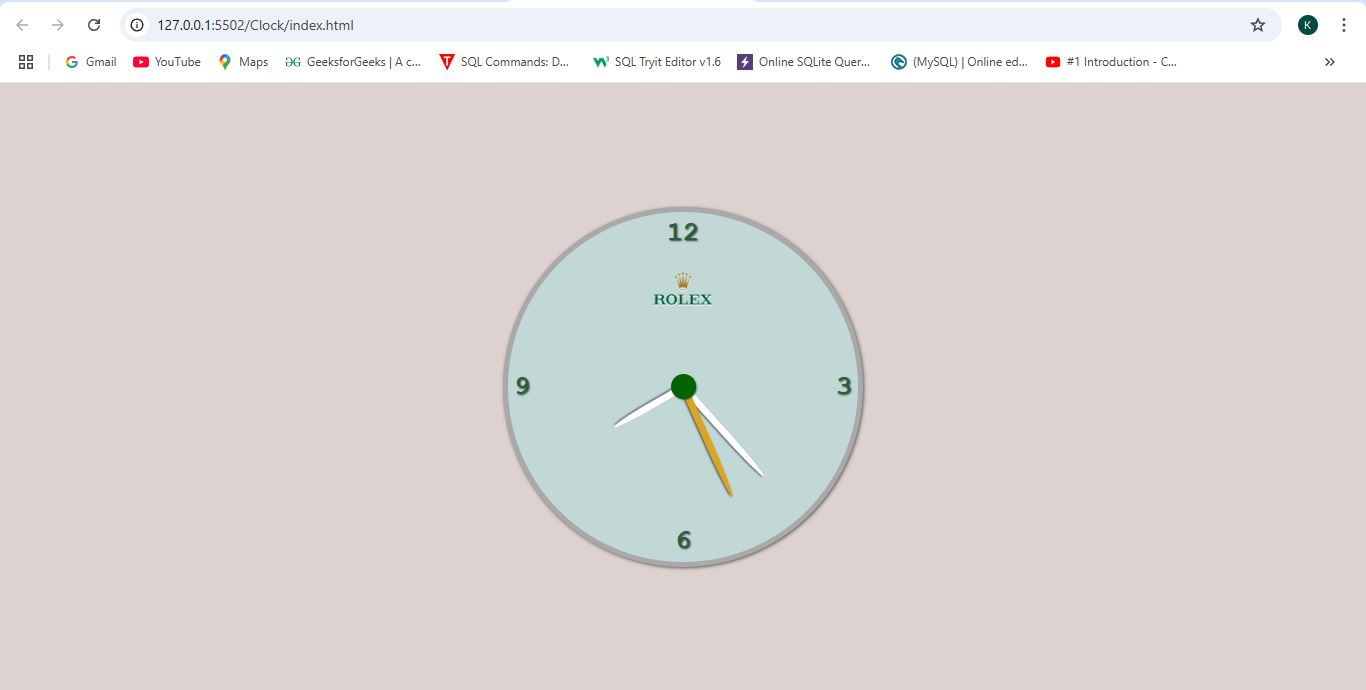 127.0.0.1:5502/Clock/index.html
K
Gmail YouTube Maps GeeksforGeeks | A c... SQL Commands: D... SQL Tryit Editor v1.6 Online SQLite Quer... (MySQL) | Online ed... #1 Introduction - C...
12
ROLEX
9 3
6